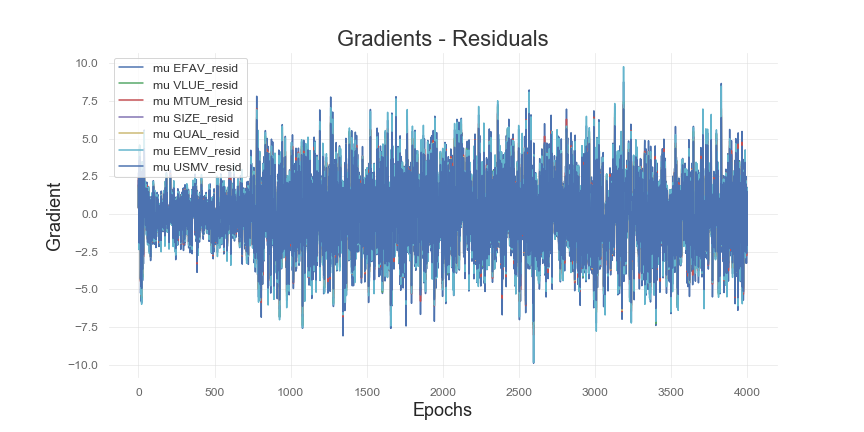 Gradients - Residuals
10.0
7.5
5.0
2.5
0.0
−2.5
−5.0
−7.5
−10.0
Gradient
mu EFAV_resid
mu VLUE_resid
mu MTUM_resid
mu SIZE_resid
mu QUAL_resid
mu EEMV_resid
mu USMV_resid
0 500 1000 1500 2000 2500 3000 3500 4000
Epochs